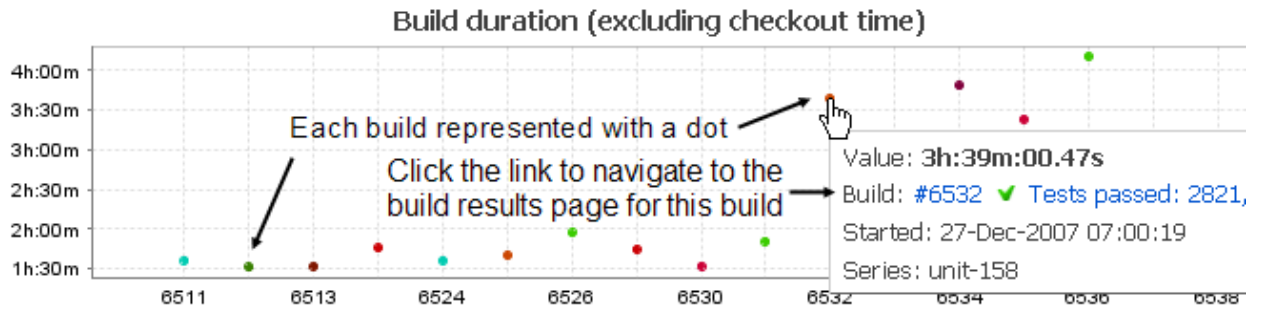 Build duration (excluding checkout time)
4h:00m
3h:30m
Each build represented with a dot
3h:00m
Value: 3h:39m:00.47s
Click the link to navigate to the
2h:30m
build results page for this build
Build: #6532 Tests passed: 2821,
2h:00m
Started: 27-Dec-2007 07:00:19
1h:30m
Series: unit-158
6511 6513 6524 6526 6530 6532 6534 6536 6538